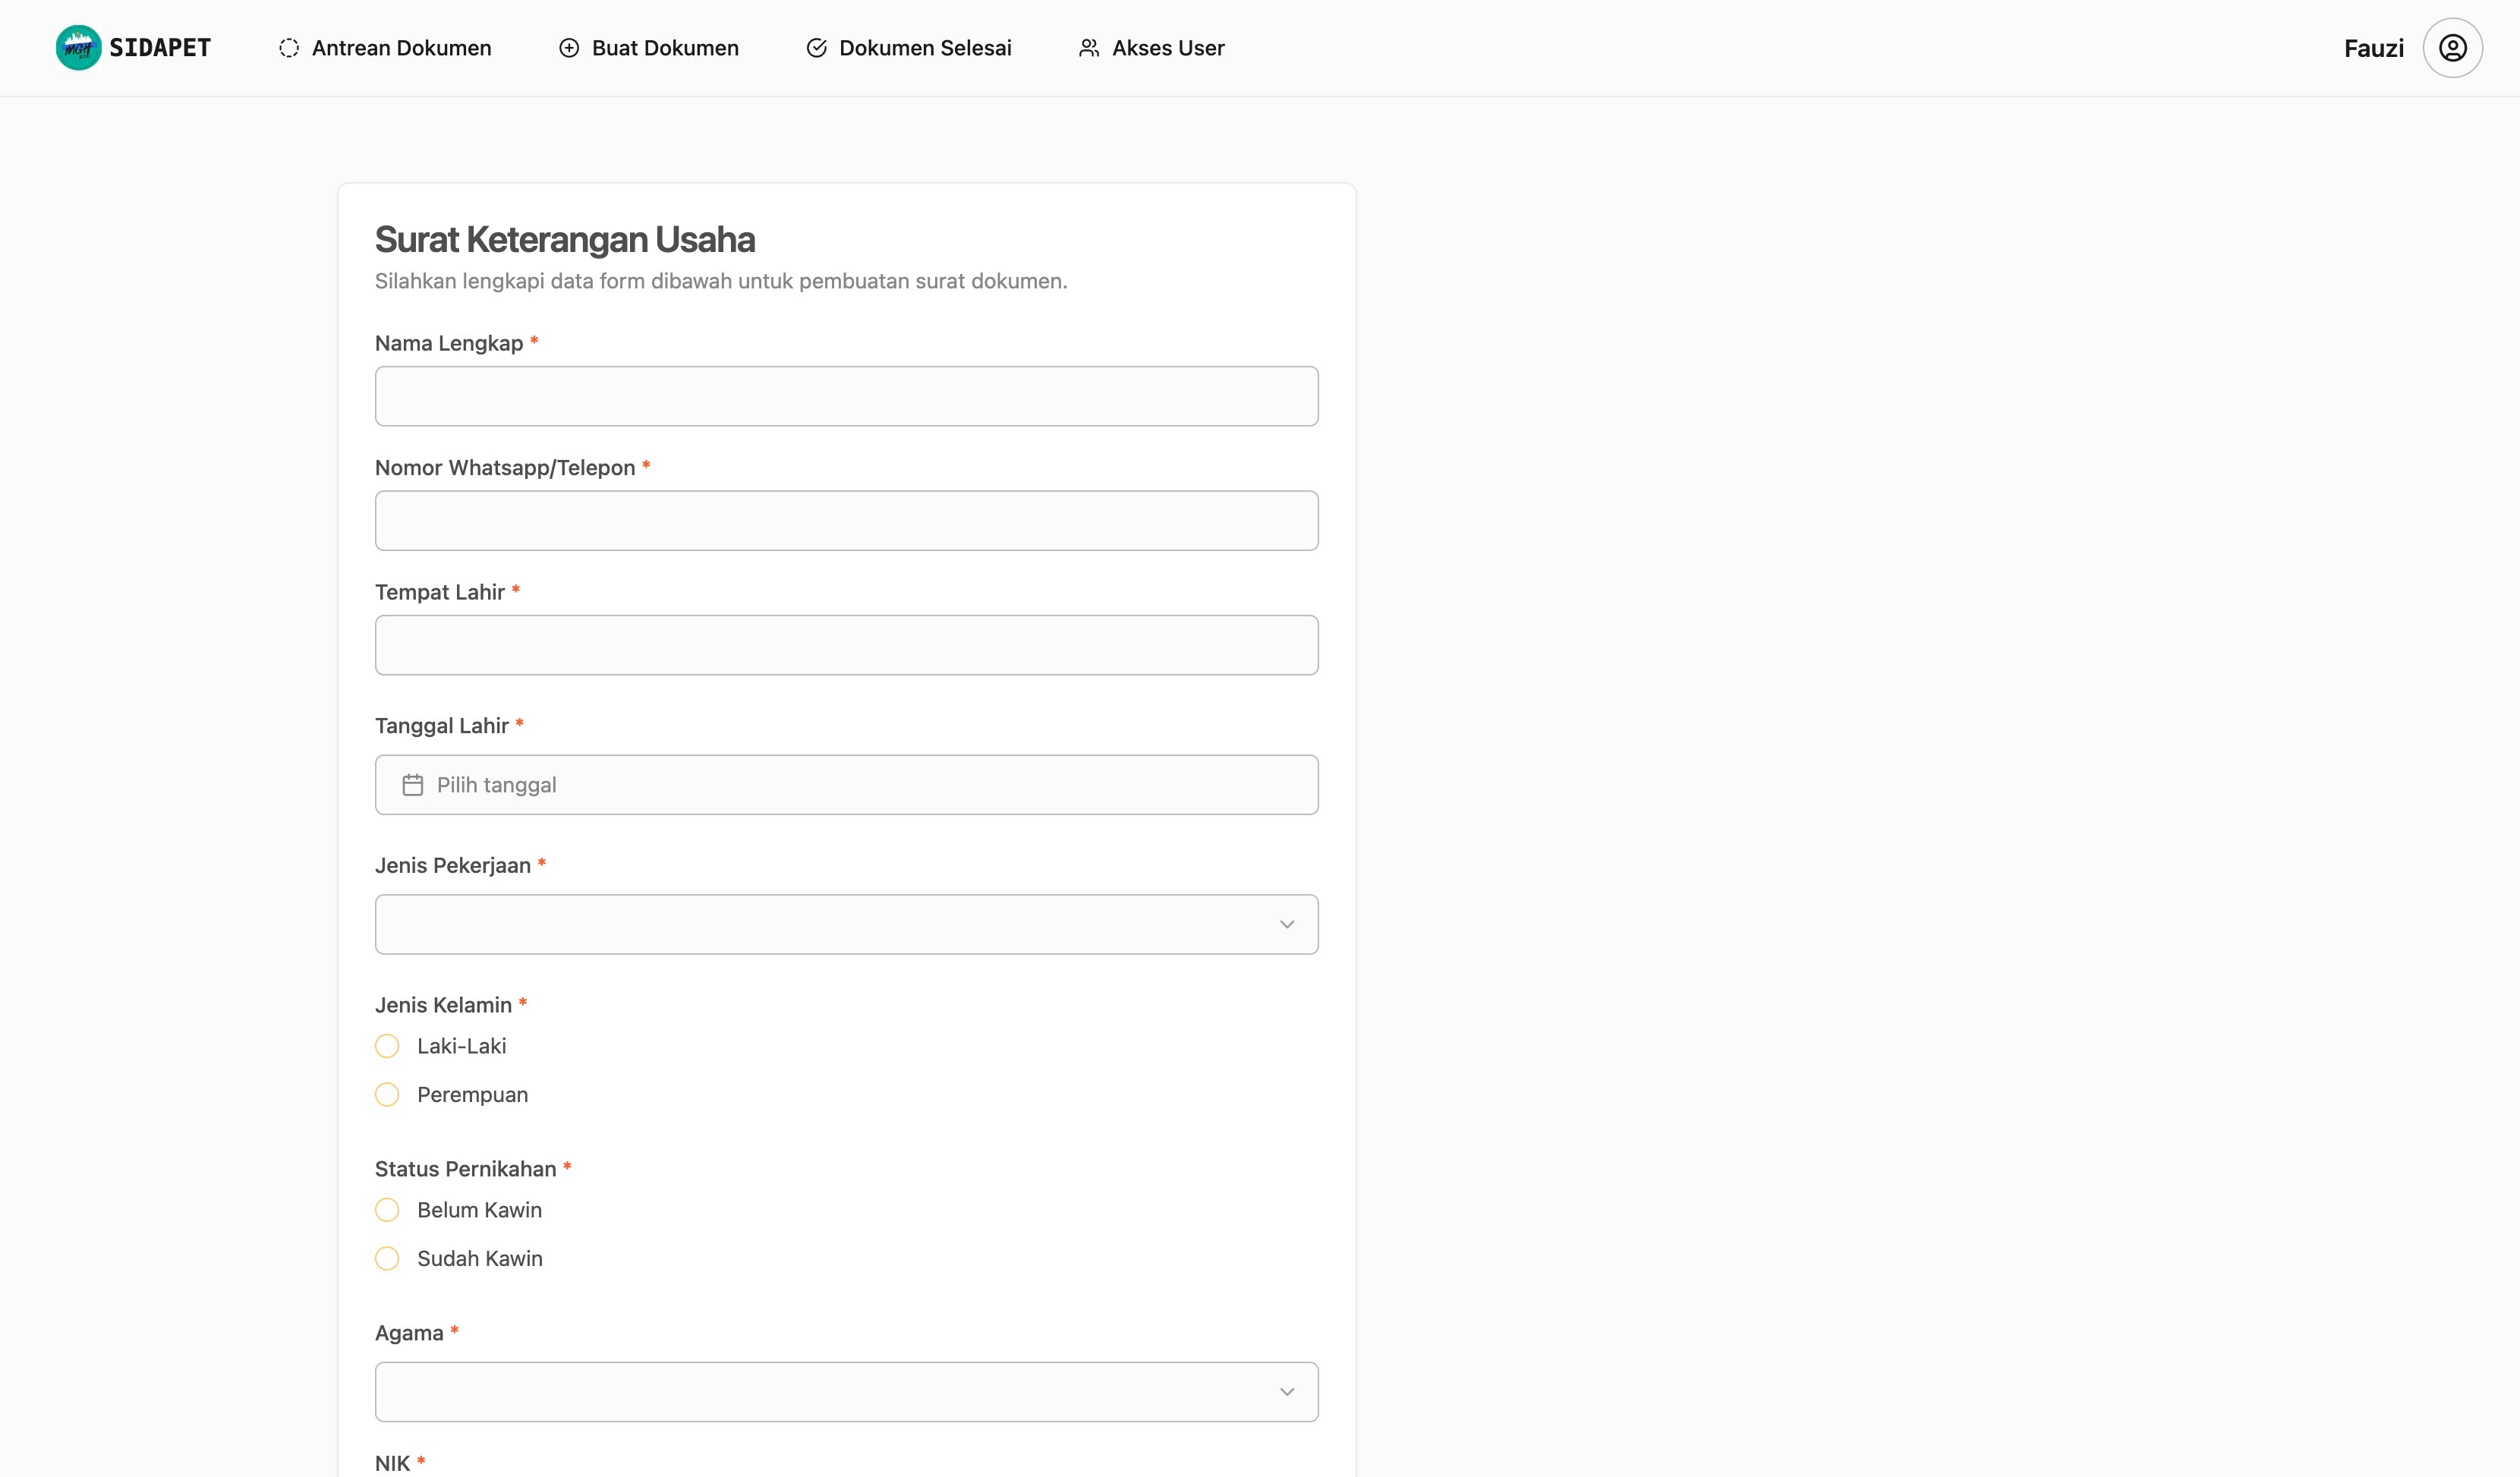 MGH
SIDAPET
Antrean Dokumen
Buat Dokumen
Dokumen Selesai
Akses User
Fauzi
Surat Keterangan Usaha
Silahkan lengkapi data form dibawah untuk pembuatan surat dokumen.
Nama Lengkap *
Nomor Whatsapp/Telepon *
Tempat Lahir *
Tanggal Lahir *
Pilih tanggal
Jenis Pekerjaan *
Jenis Kelamin *
Laki-Laki
Perempuan
Status Pernikahan *
Belum Kawin
Sudah Kawin
Agama *
NIK *